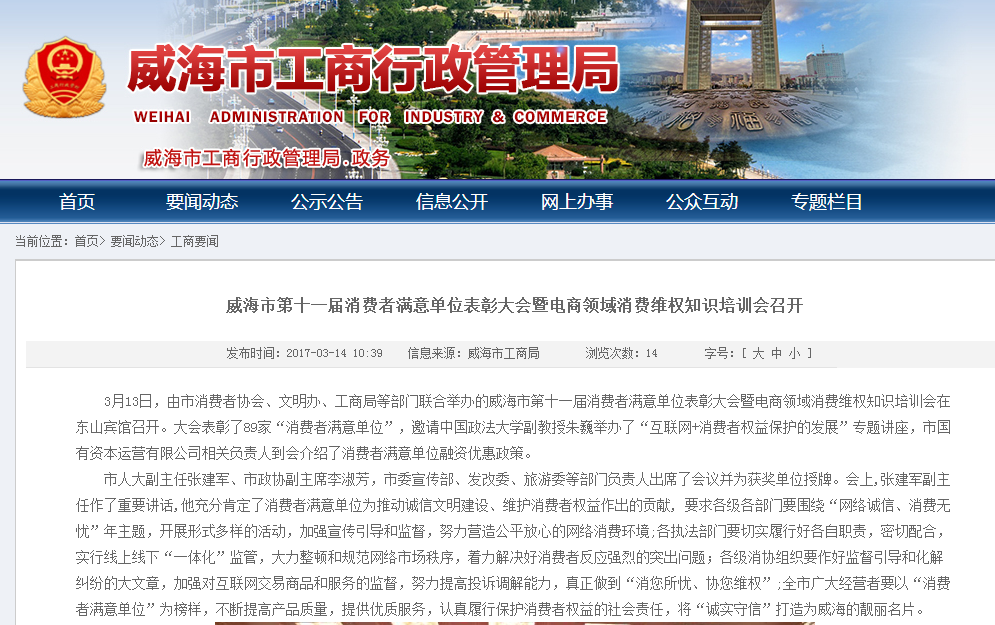 威海市工商行政管理局
WEIHAI ADMINISTRATION FOR INDUSTRY & COMMERCE
威海市工商行政管理局.政务
首页 要闻动态 公示公告 信息公开 网上办事 公众互动 专题栏目
当前位置：首页> 要闻动态> 工商要闻
威海市第十一届消费者满意单位表彰大会暨电商领域消费维权知识培训会召开
发布时间：2017-03-14 10:39 信息来源：威海市工商局 浏览次数：14 字号：[ 大 中 小 ]
3月13日，由市消费者协会、文明办、工商局等部门联合举办的威海市第十一届消费者满意单位表彰大会暨电商领域消费维权知识培训会在
东山宾馆召开。大会表彰了89家“消费者满意单位”，邀请中国政法大学副教授朱巍举办了“互联网+消费者权益保护的发展”专题讲座，市国
有资本运营有限公司相关负责人到会介绍了消费者满意单位融资优惠政策。
市人大副主任张建军、市政协副主席李淑芳，市委宣传部、发改委、旅游委等部门负责人出席了会议并为获奖单位授牌。会上,张建军副主
任作了重要讲话,他充分肯定了消费者满意单位为推动诚信文明建设、维护消费者权益作出的贡献, 要求各级各部门要围绕“网络诚信、消费无
忧”年主题，开展形式多样的活动，加强宣传引导和监督，努力营造公平放心的网络消费环境;各执法部门要切实履行好各自职责，密切配合，
实行线上线下“一体化”监管，大力整顿和规范网络市场秩序，着力解决好消费者反应强烈的突出问题；各级消协组织要作好监督引导和化解
纠纷的大文章，加强对互联网交易商品和服务的监督，努力提高投诉调解能力，真正做到“消您所忧、协您维权”;全市广大经营者要以“消费
者满意单位”为榜样，不断提高产品质量，提供优质服务，认真履行保护消费者权益的社会责任，将“诚实守信”打造为威海的靓丽名片。